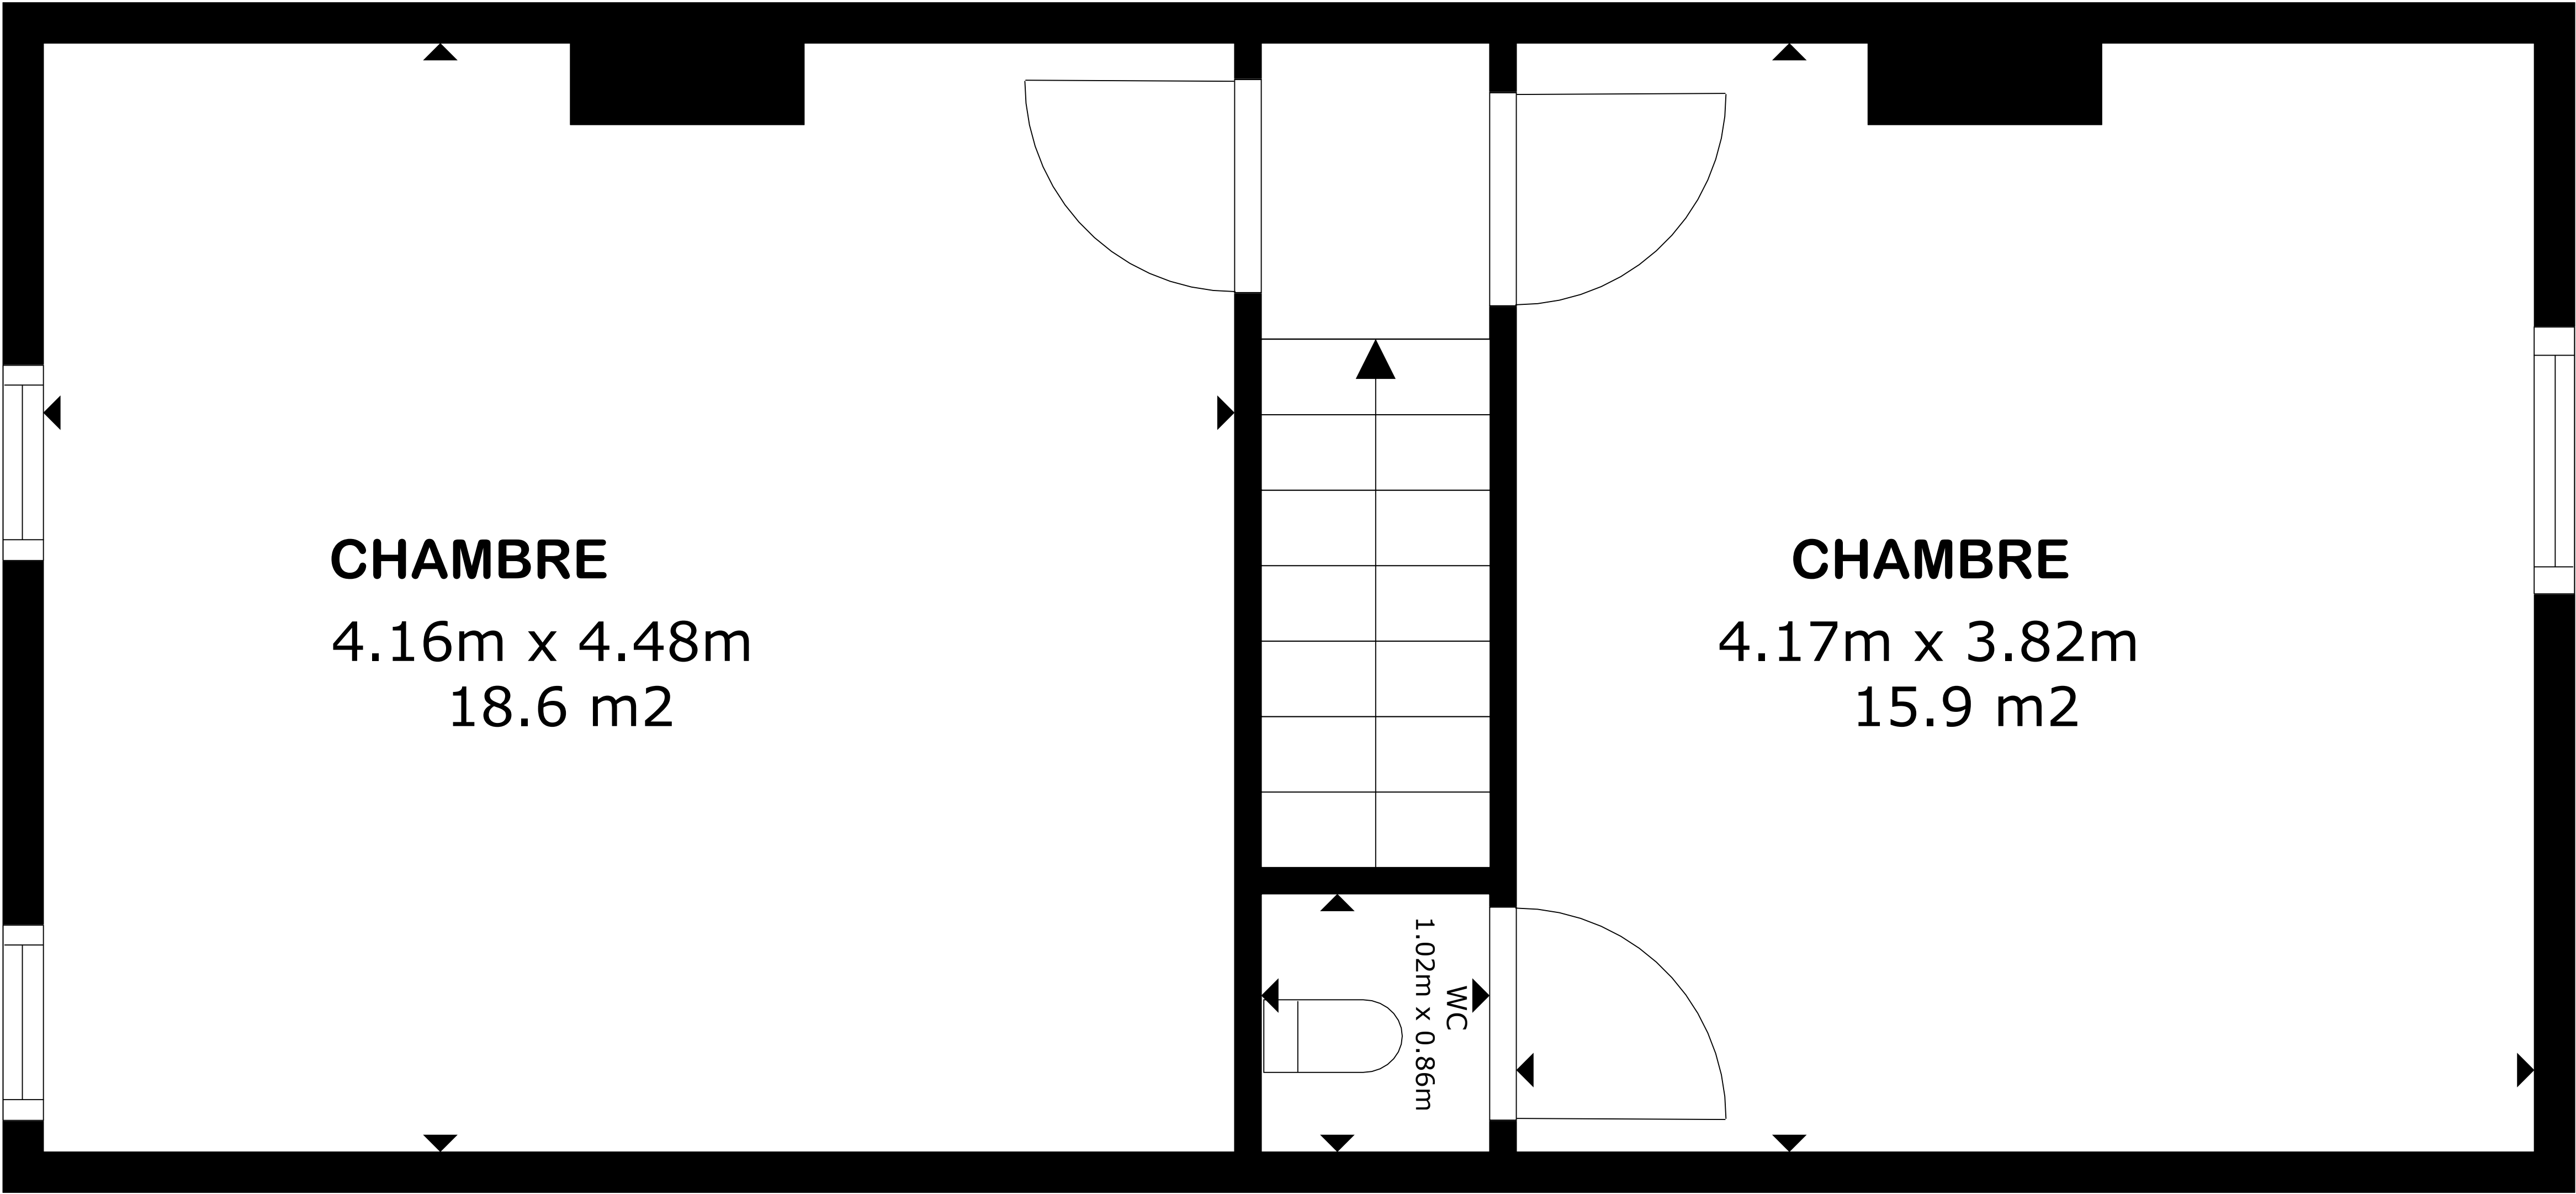 CHAMBRE
4.16m x 4.48m
18.6 m2
WC
1.02m x 0.86m
CHAMBRE
4.17m x 3.82m
15.9 m2